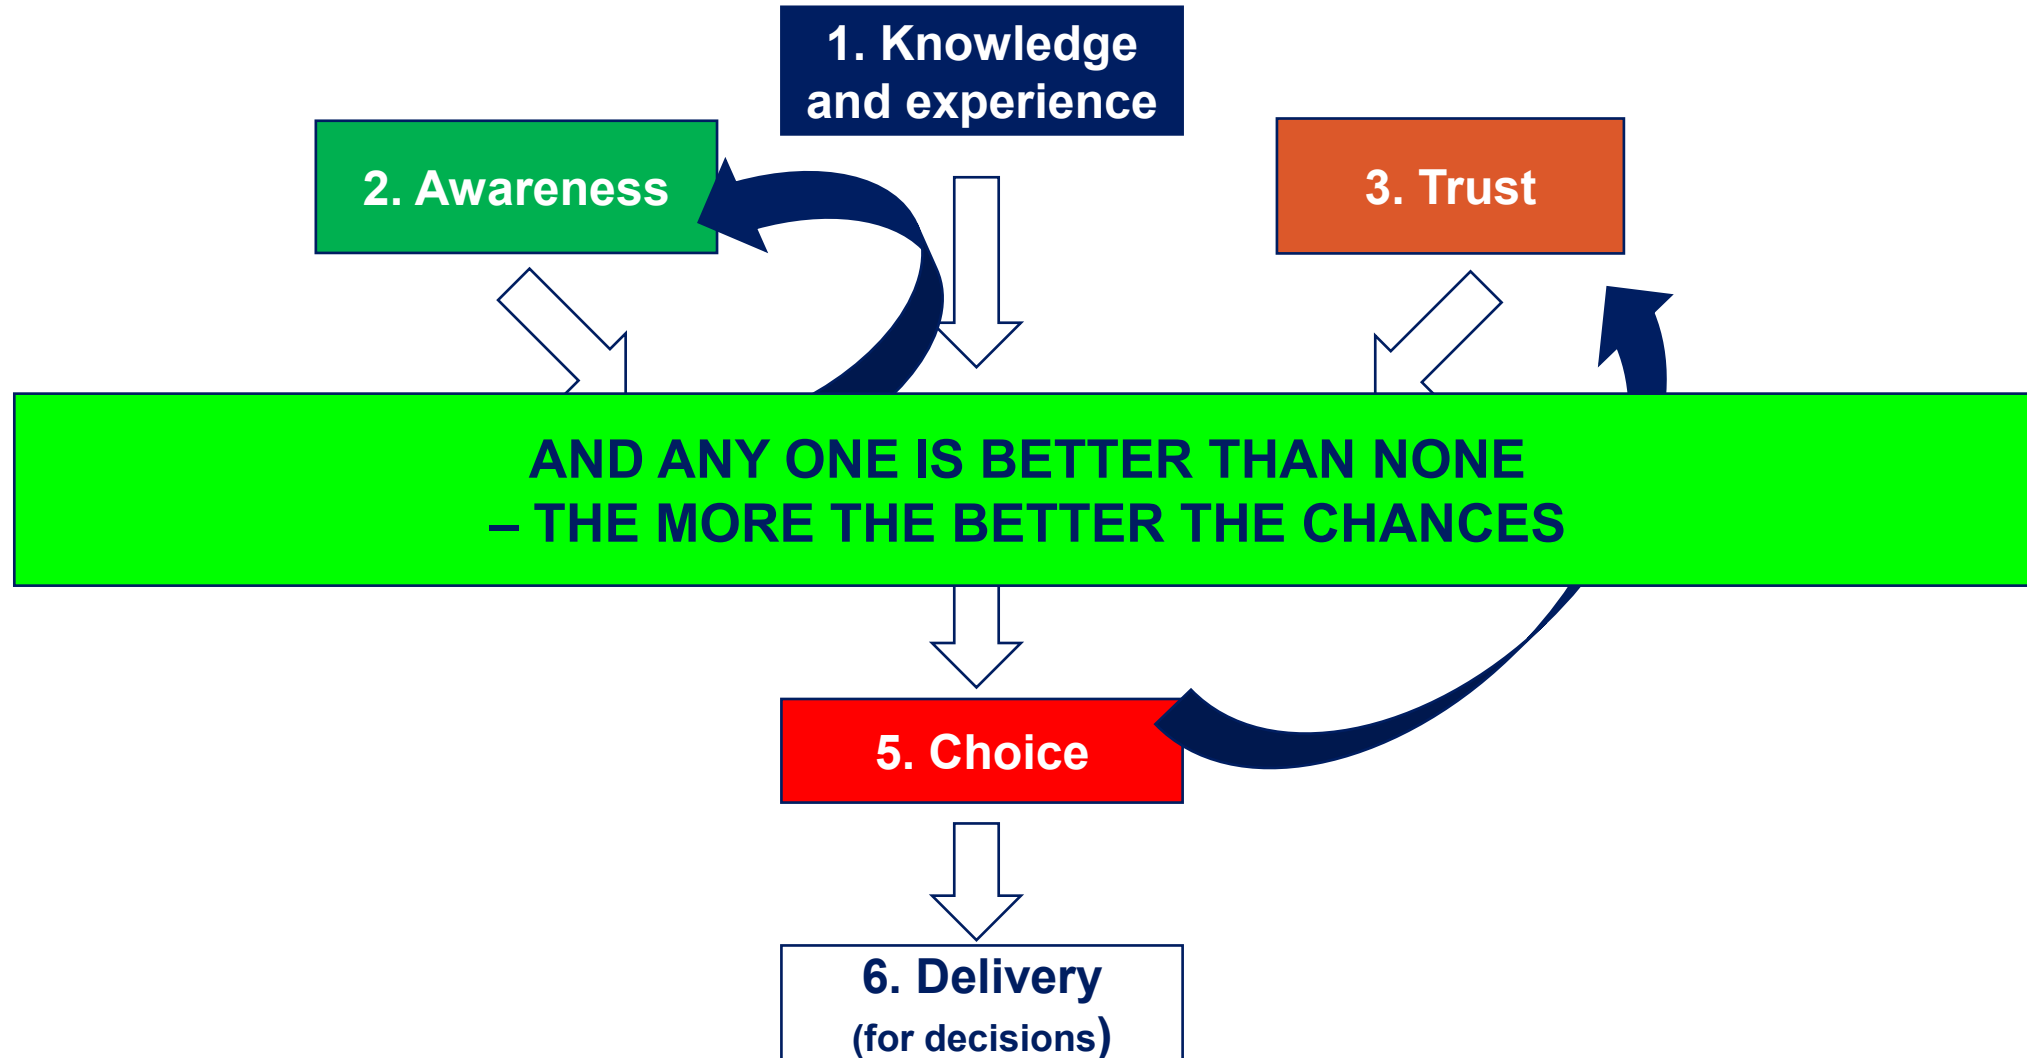 1. Knowledge
and experience
2. Awareness
3. Trust
AND ANY ONE IS BETTER THAN NONE
– THE MORE THE BETTER THE CHANCES
5. Choice
6. Delivery
(for decisions)